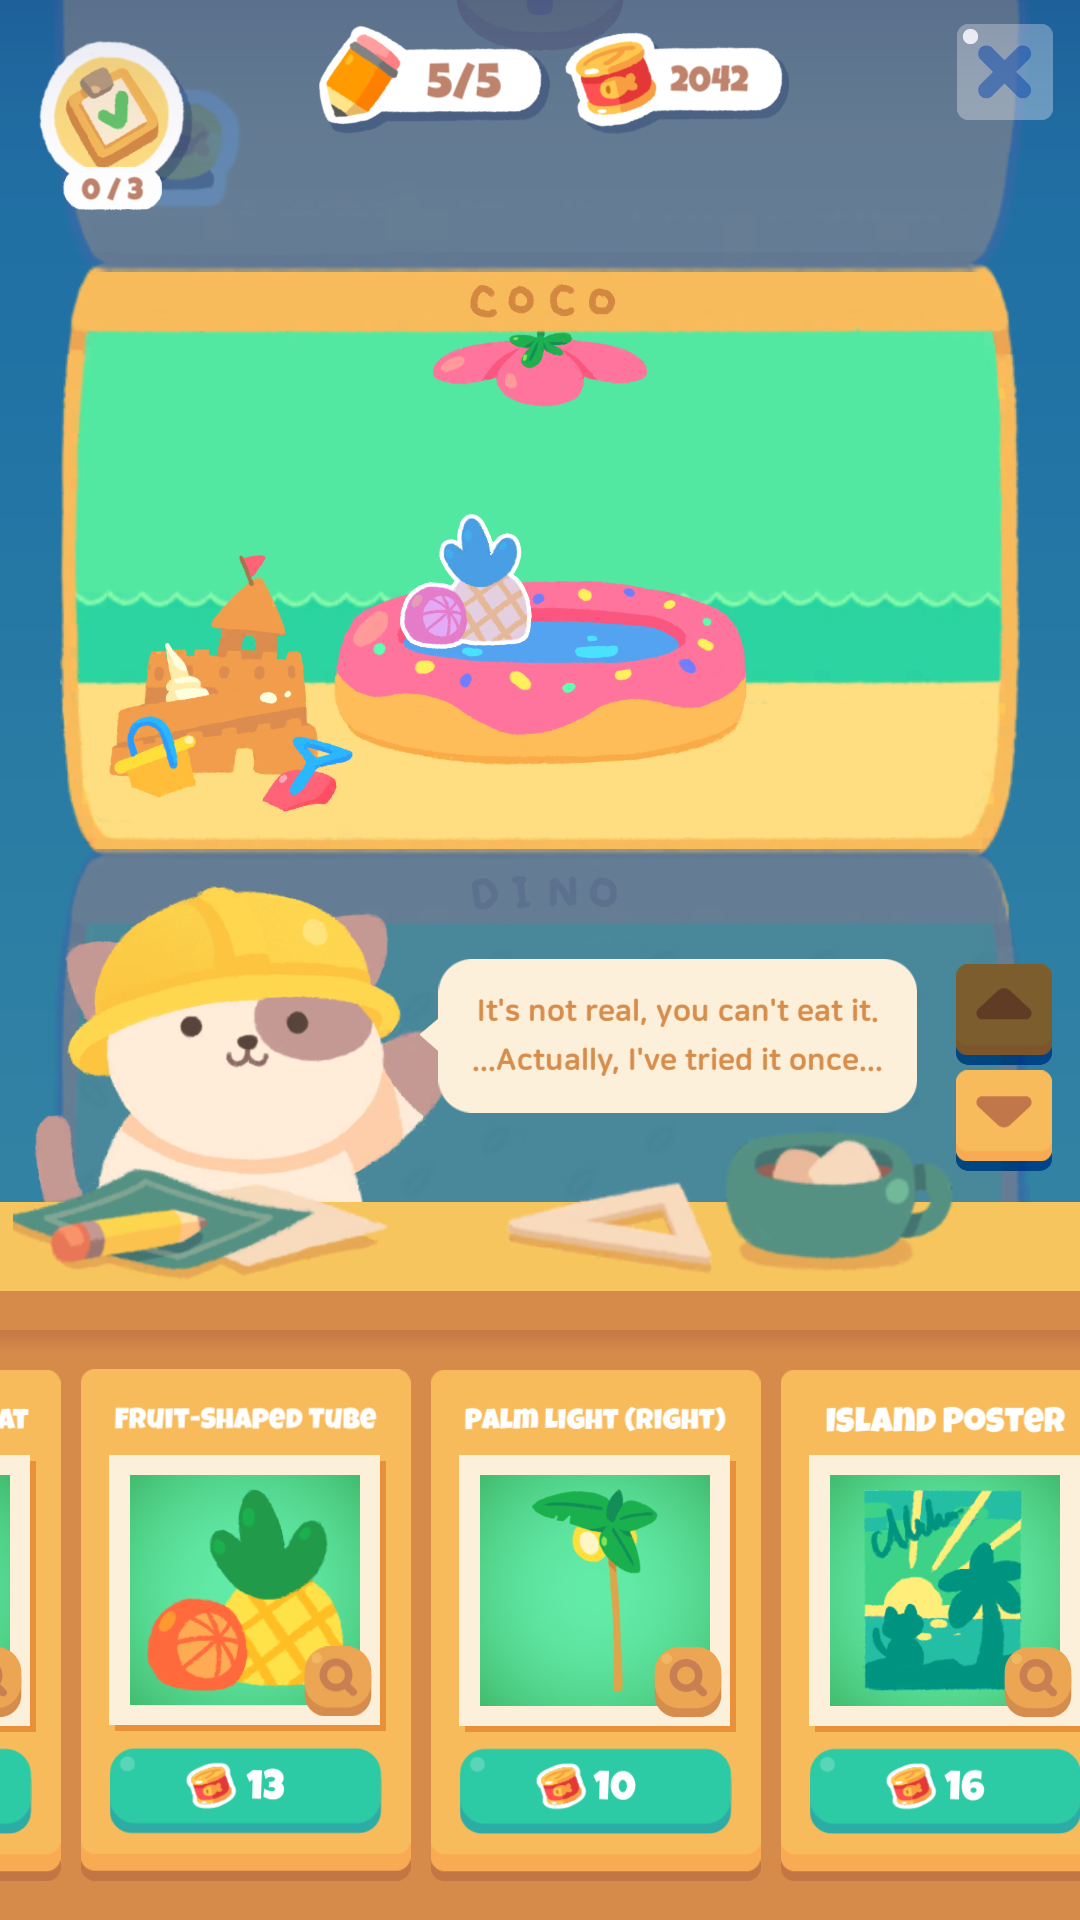 5/5
2042
0/3
COCO
DINO
It's not real, you can't eat it.
...Actually, I've tried it once...
AT
FRUIT-SHAPED TUBE
PALM LIGHT (RIGHT)
ISLAND POSTER
Aloha
13
10
16